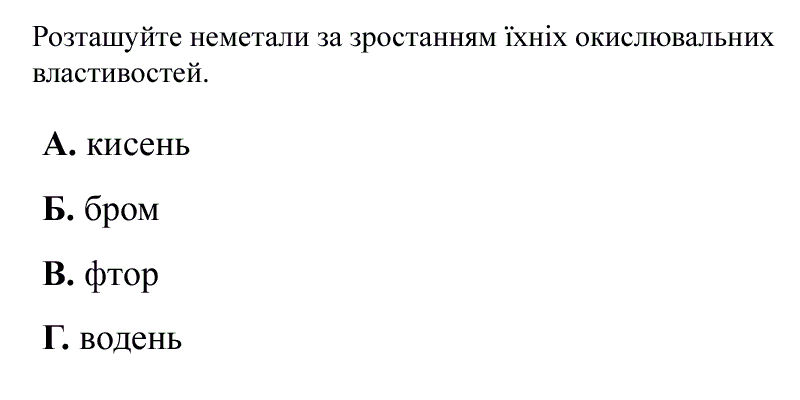 Розташуйте неметали за зростанням їхніх окислювальних
властивостей.
А. кисень
Б. бром
В. фтор
Г. водень